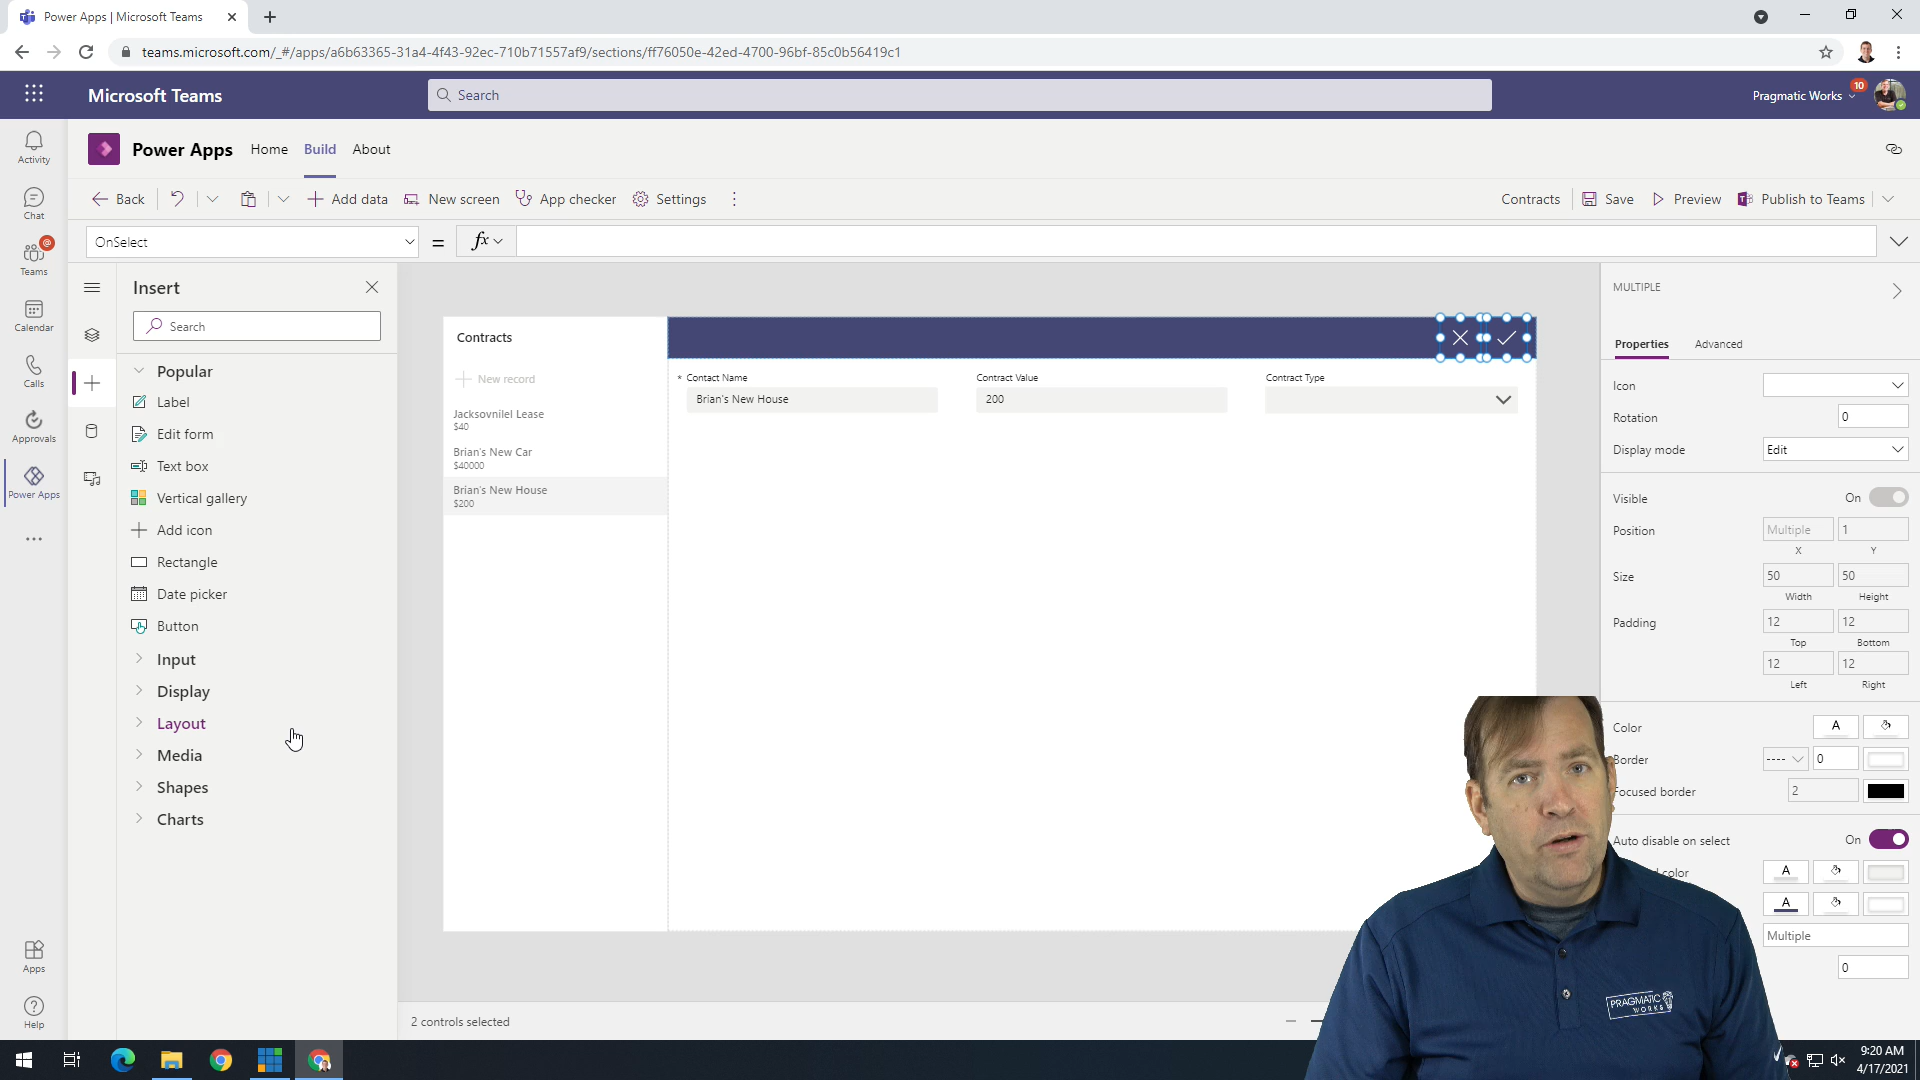 Power Apps | Microsoft Teams
teams.microsoft.com/_#/apps/a6b63365-31a4-4f43-92ec-710b71557af9/sections/ff76050e-42ed-4700-96bf-85c0b56419c1
Microsoft Teams
Search
Pragmatic Works
10
Activity
Chat
Teams
Calendar
Calls
Approvals
Power Apps
Apps
Help
Power Apps
Home
Build
About
Back
Add data
New screen
App checker
Settings
Contracts
Save
Preview
Publish to Teams
OnSelect
=
fx
Insert
Search
Popular
Label
Edit form
Text box
Vertical gallery
Add icon
Rectangle
Date picker
Button
Input
Display
Layout
Media
Shapes
Charts
Contracts
New record
Jacksovnilel Lease
$40
Brian's New Car
$40000
Brian's New House
$200
* Contact Name
Brian's New House
Contract Value
200
Contract Type
2 controls selected
MULTIPLE
Properties
Advanced
Icon
Rotation
0
Display mode
Edit
Visible
On
Position
Multiple
1
X
Y
Size
50
50
Width
Height
Padding
12
12
Top
Bottom
12
12
Left
Right
Color
A
Border
0
Focused border
2
Auto disable on select
On
color
A
A
Multiple
0
PRAGMATIC
WORKS
9:20 AM
4/17/2021